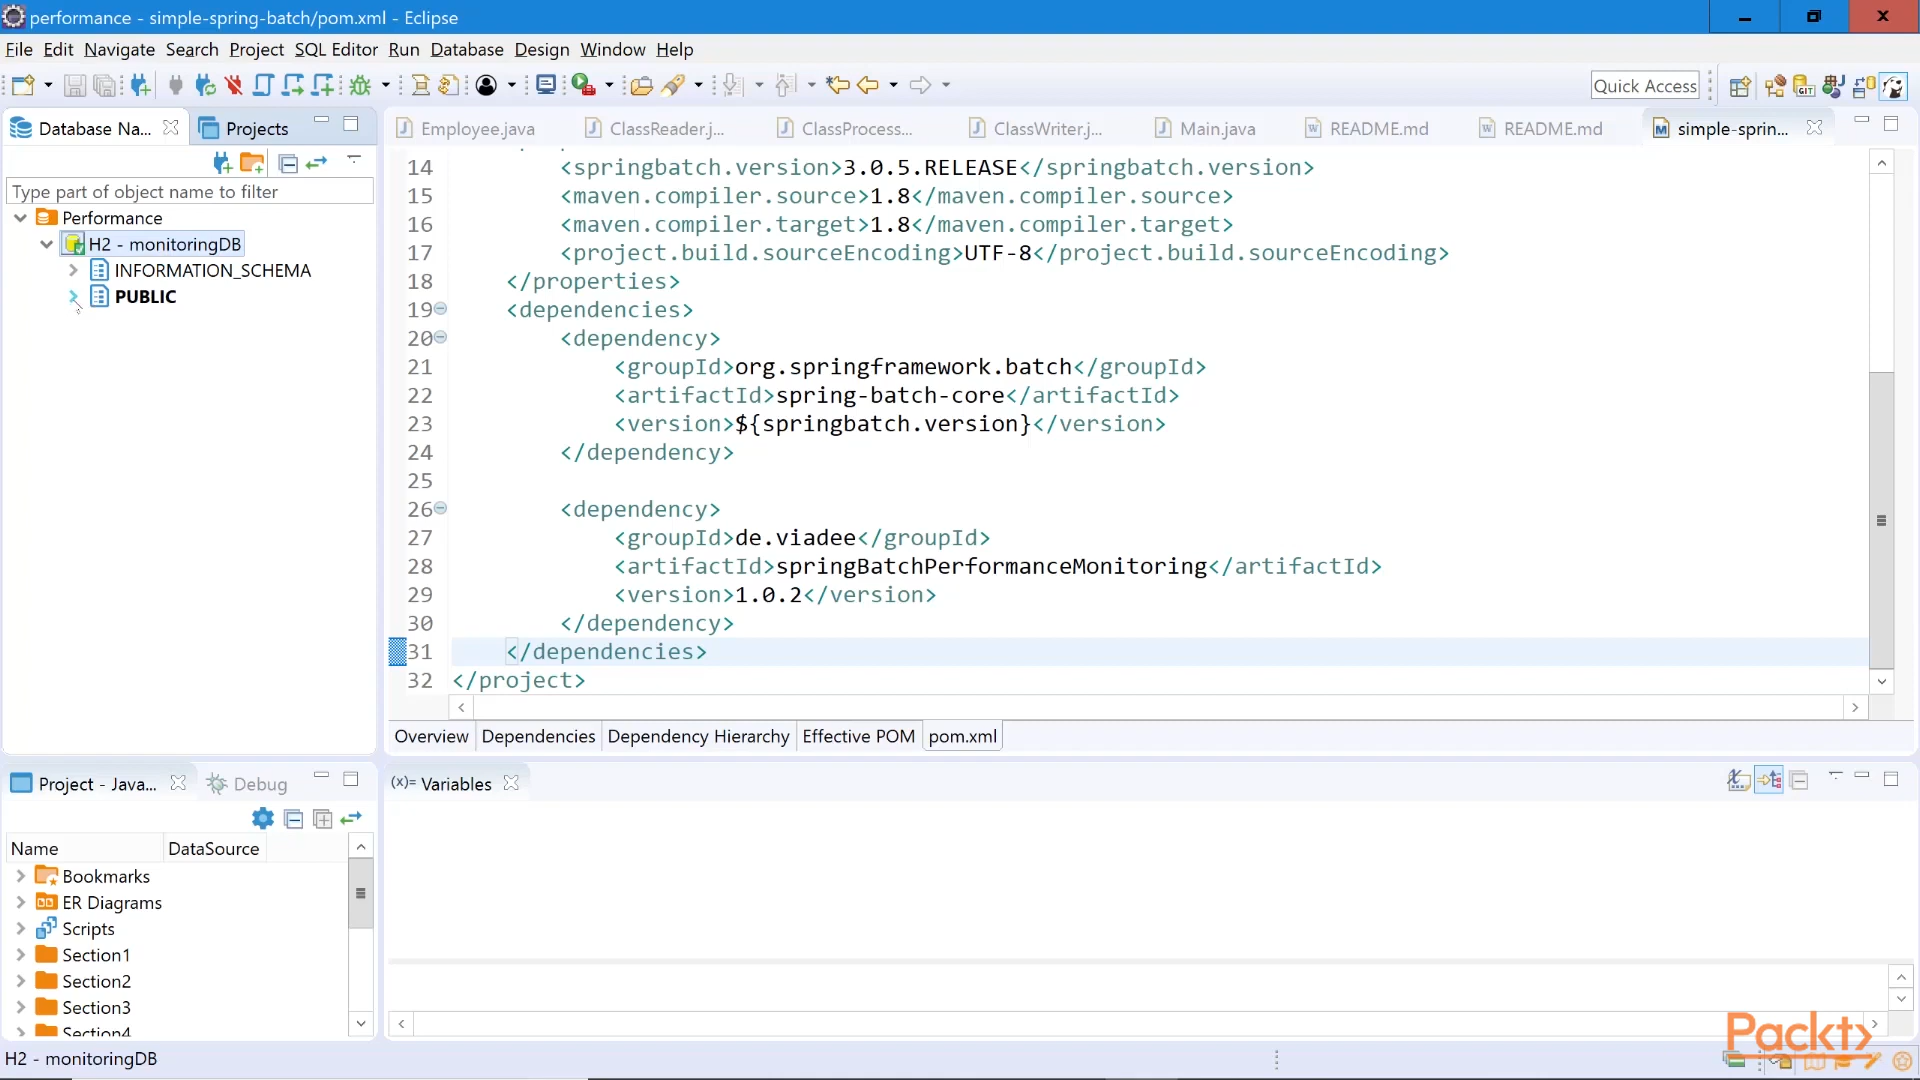 performance - simple-spring-batch/pom.xml - Eclipse
File Edit Navigate Search Project SQL Editor Run Database Design Window Help
Quick Access
Database Na...
Projects
Employee.java
ClassReader.j...
ClassProcess...
ClassWriter.j...
Main.java
README.md
README.md
simple-sprin...
Type part of object name to filter
Performance
H2 - monitoringDB
INFORMATION_SCHEMA
PUBLIC
14 <springbatch.version>3.0.5.RELEASE</springbatch.version>
15 <maven.compiler.source>1.8</maven.compiler.source>
16 <maven.compiler.target>1.8</maven.compiler.target>
17 <project.build.sourceEncoding>UTF-8</project.build.sourceEncoding>
18 </properties>
19 <dependencies>
20 <dependency>
21 <groupId>org.springframework.batch</groupId>
22 <artifactId>spring-batch-core</artifactId>
23 <version>${springbatch.version}</version>
24 </dependency>
25
26 <dependency>
27 <groupId>de.viadee</groupId>
28 <artifactId>springBatchPerformanceMonitoring</artifactId>
29 <version>1.0.2</version>
30 </dependency>
31 </dependencies>
32 </project>
Overview Dependencies Dependency Hierarchy Effective POM pom.xml
Project - Java...
Debug
Name DataSource
Bookmarks
ER Diagrams
Scripts
Section1
Section2
Section3
Section4
(x)= Variables
GIT
Packt
H2 - monitoringDB